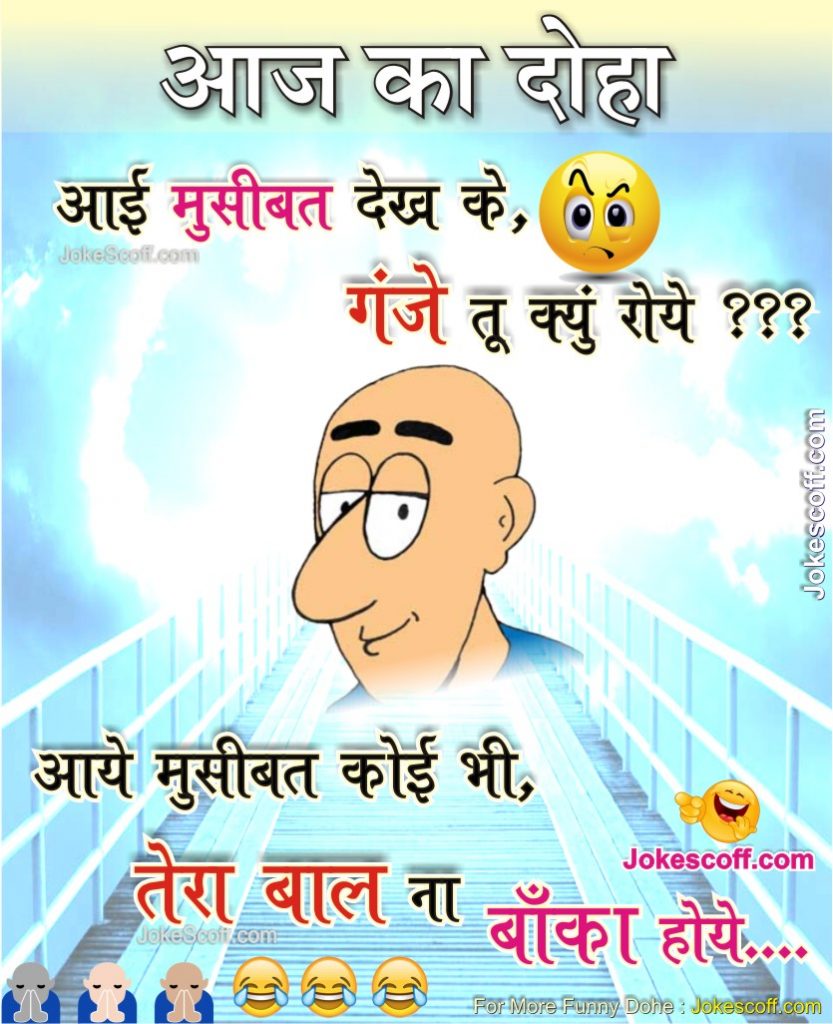 आज का दोहा
आई मुसीबत देख के,
JokeScoff.com
गंजे तू क्युं रोये ???
Jokescoff.com
आये मुसीबत कोई भी,
Jokescoff.com
तेरा बाल ना
JokeScoff.com
बाँका होये....
For More Funny Dohe : Jokescoff.com